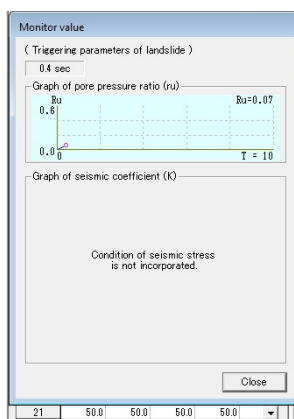 Monitor value
( Triggering parameters of landslide )
0.4 sec
Graph of pore pressure ratio (ru)
Ru
Ru=0.07
0.6
0.0
0
T = 10
Graph of seismic coefficient (K)
Condition of seismic stress
is not incorporated.
Close
21 50.0 50.0 50.0 50.0